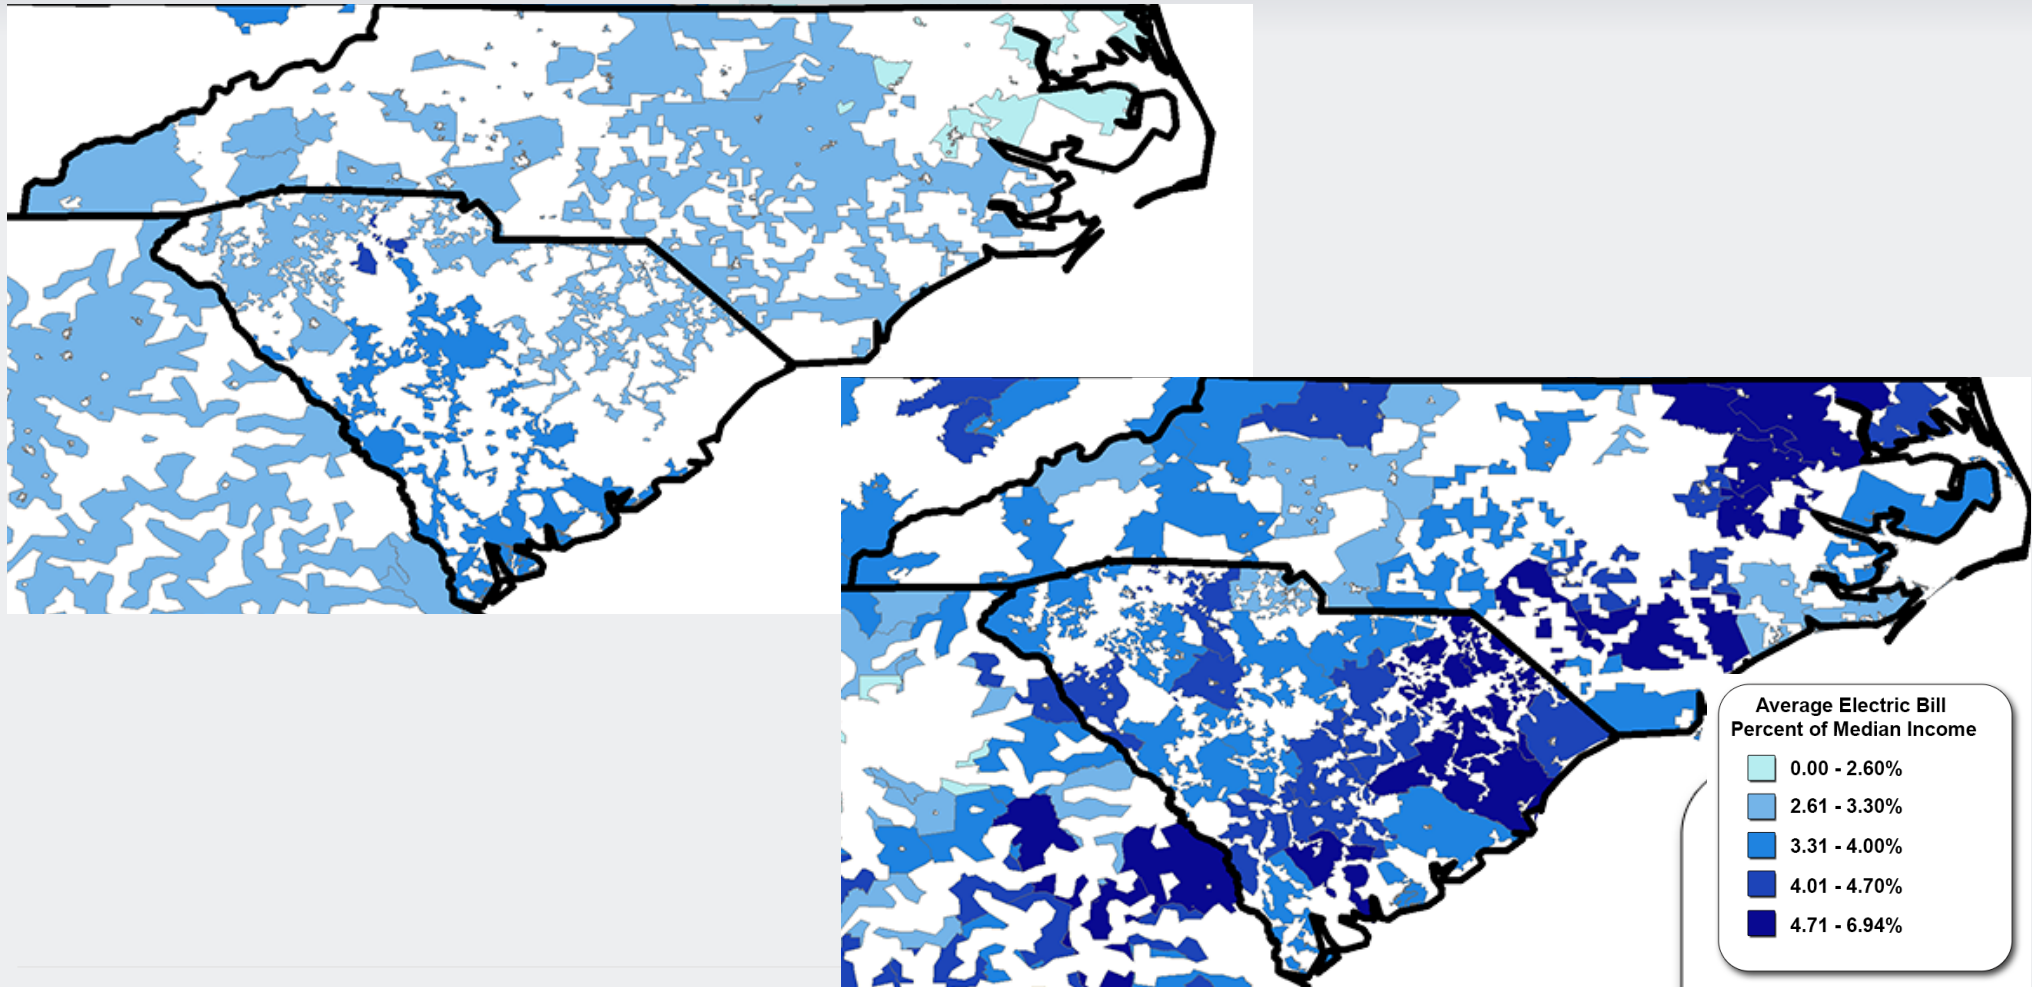 Average Electric Bill
Percent of Median Income
0.00 - 2.60%
2.61 - 3.30%
3.31 - 4.00%
4.01 - 4.70%
4.71 - 6.94%